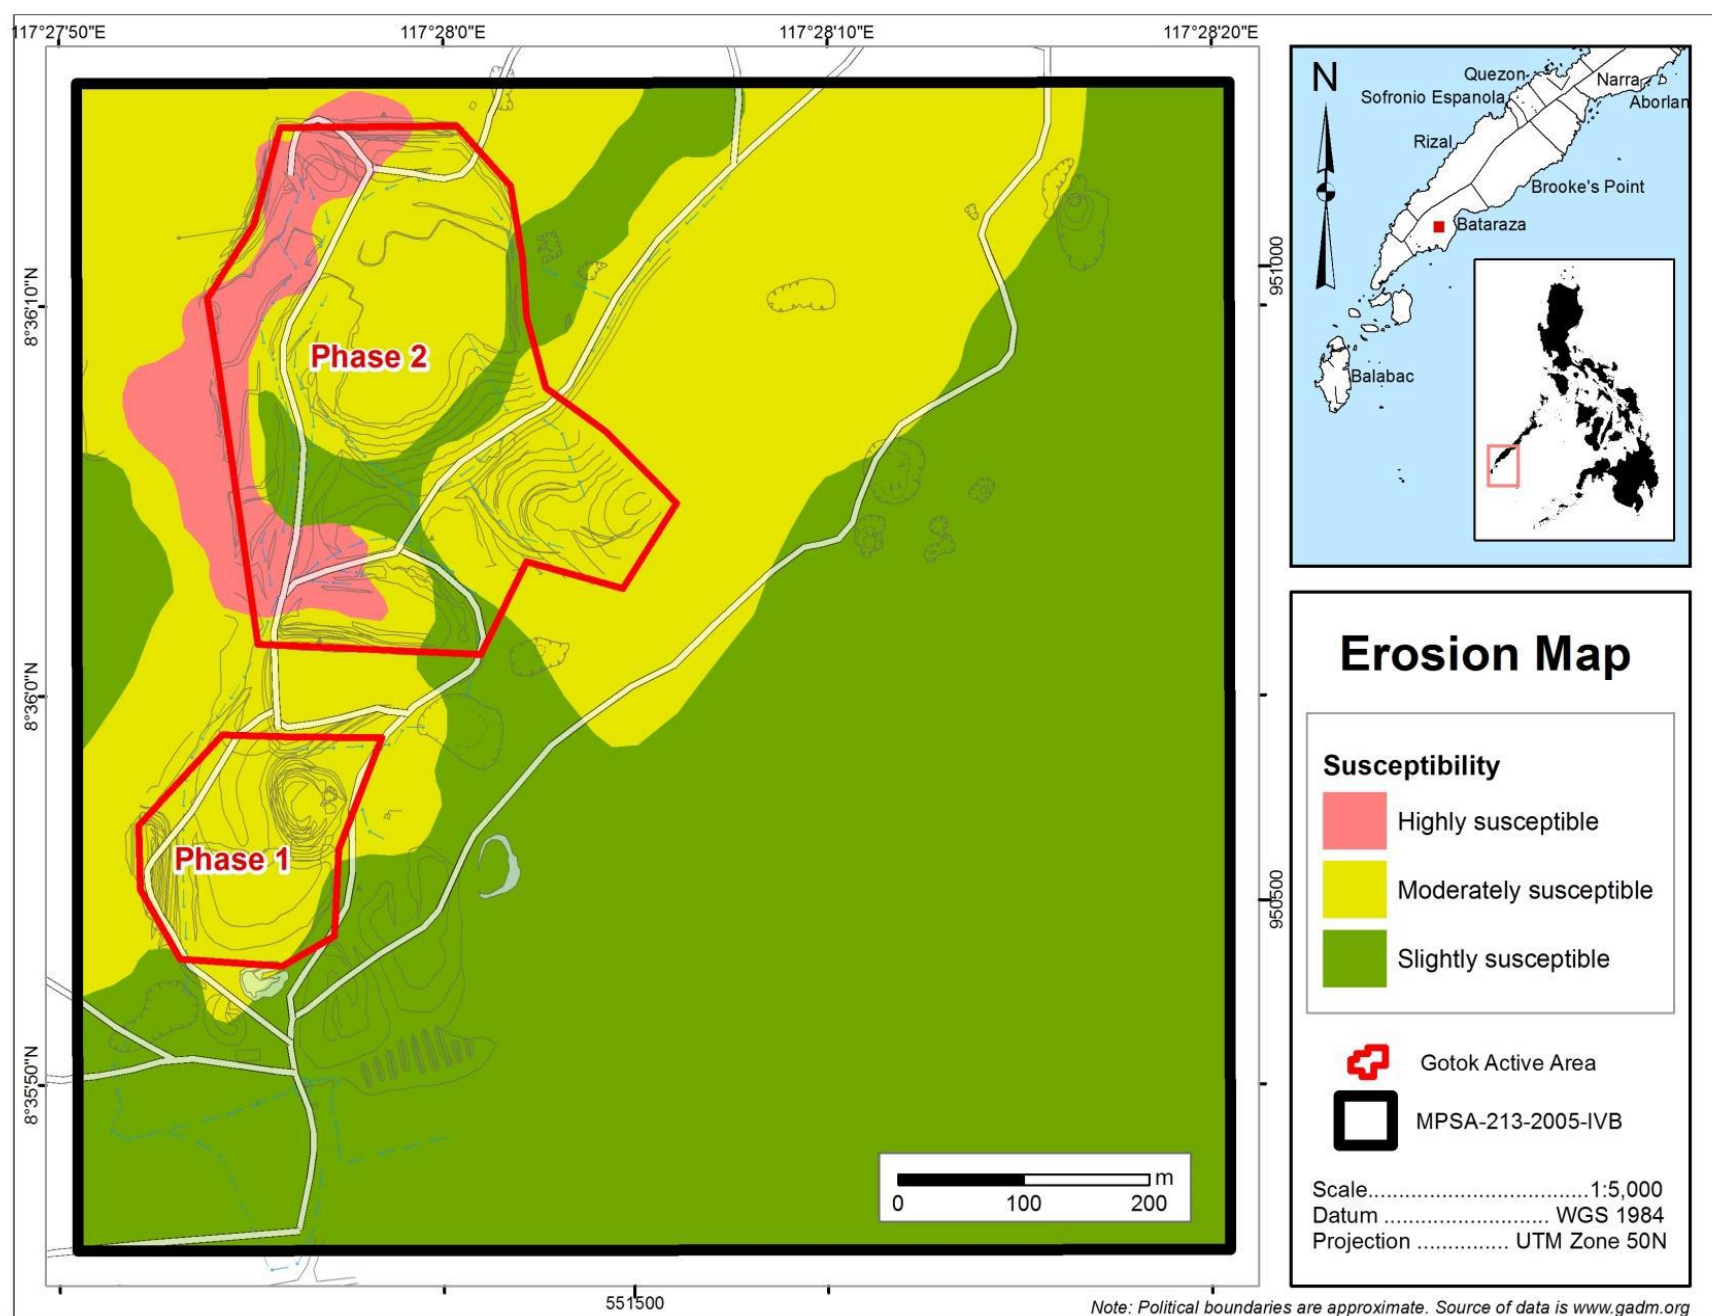 117°27'50"E
117°28'0"E
117°28'10"E
117°28'20"E
8°36'10"N
8°36'0"N
8°35'50"N
951000
950500
551500
Phase 2
Phase 1
0 100 200 m
N
Quezon
Narra
Sofronio Espanola
Aborlan
Rizal
Brooke's Point
Bataraza
Balabac
Erosion Map
Susceptibility
Highly susceptible
Moderately susceptible
Slightly susceptible
Gotok Active Area
MPSA-213-2005-IVB
Scale....................................1:5,000
Datum ........................... WGS 1984
Projection ............... UTM Zone 50N
Note: Political boundaries are approximate. Source of data is www.gadm.org